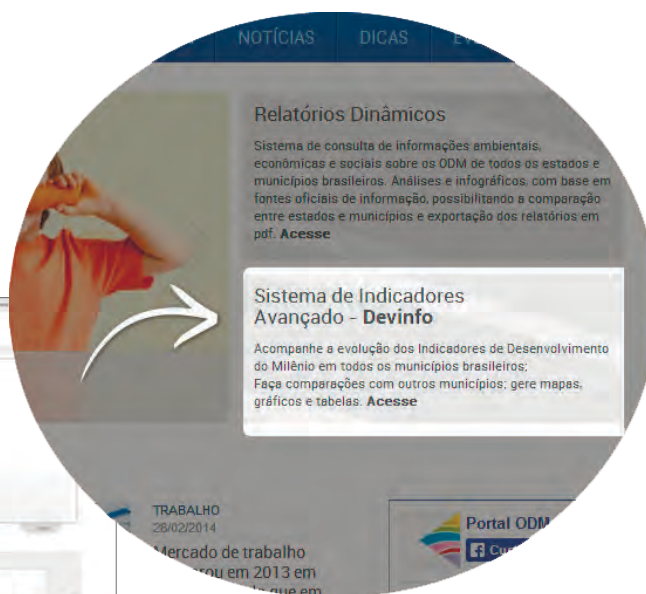 NOTÍCIAS
DICAS
Relatórios Dinâmicos
Sistema de consulta de informações ambientais,
econômicas e sociais sobre os ODM de todos os estados e
municípios brasileiros. Análises e infográficos, com base em
fontes oficiais de informação, possibilitando a comparação
entre estados e municípios e exportação dos relatórios em
pdf. Acesse
Sistema de Indicadores
Avançado - Devinfo
Acompanhe a evolução dos Indicadores de Desenvolvimento
do Milênio em todos os municípios brasileiros;
Faça comparações com outros municípios; gere mapas,
gráficos e tabelas. Acesse
TRABALHO
28/02/2014
Mercado de trabalho
em 2013 em
que em
Portal ODM